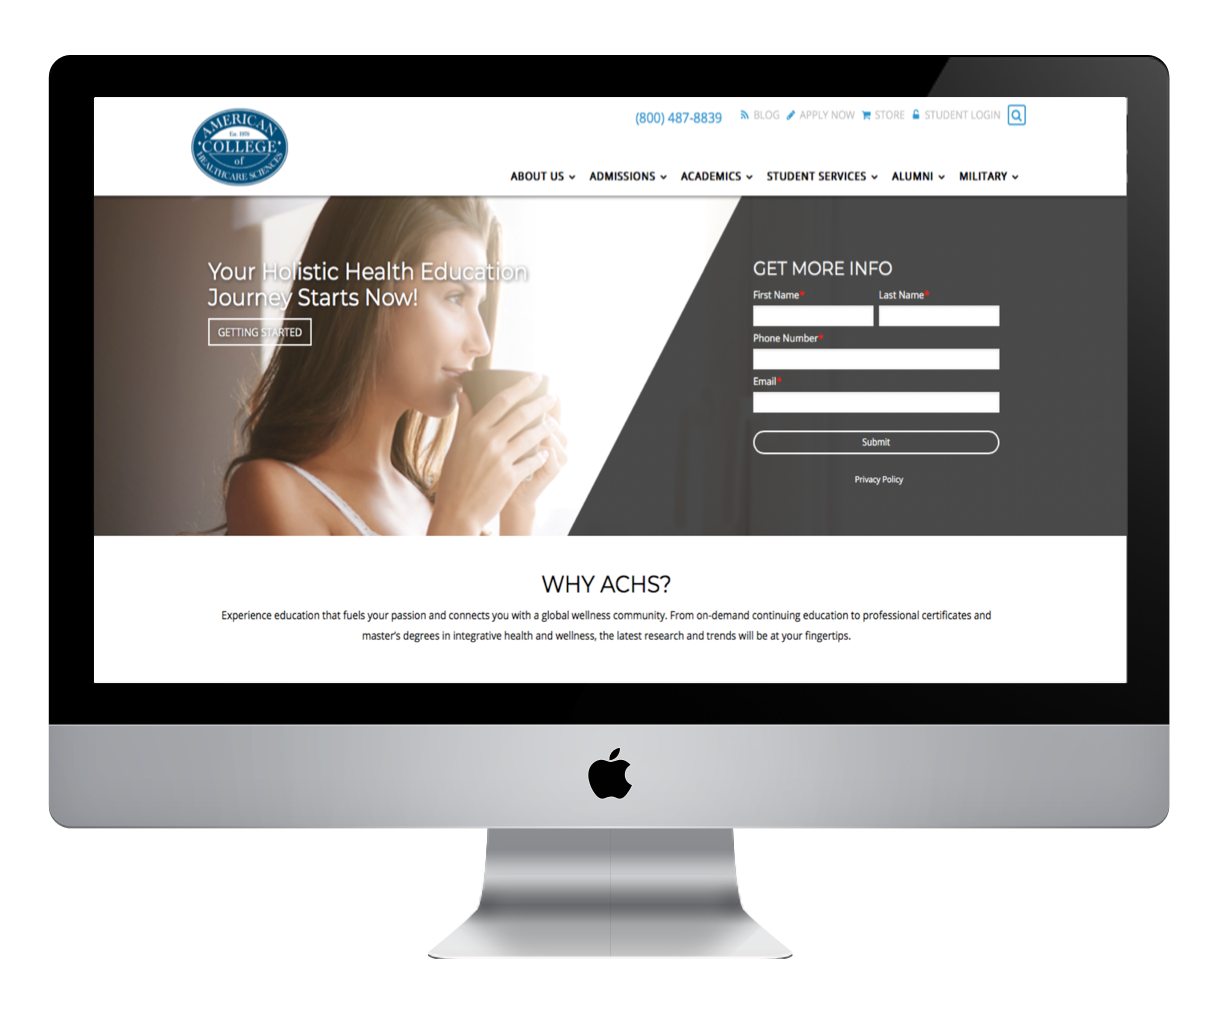 AMERICAN
Est. 1978
COLLEGE
of
HEALTHCARE SCIENCES
(800) 487-8839
BLOG
APPLY NOW
STORE
STUDENT LOGIN
ABOUT US
ADMISSIONS
ACADEMICS
STUDENT SERVICES
ALUMNI
MILITARY
Your Holistic Health Education
Journey Starts Now!
GETTING STARTED
GET MORE INFO
First Name*
Last Name*
Phone Number*
Email*
Submit
Privacy Policy
WHY ACHS?
Experience education that fuels your passion and connects you with a global wellness community. From on-demand continuing education to professional certificates and
master's degrees in integrative health and wellness, the latest research and trends will be at your fingertips.